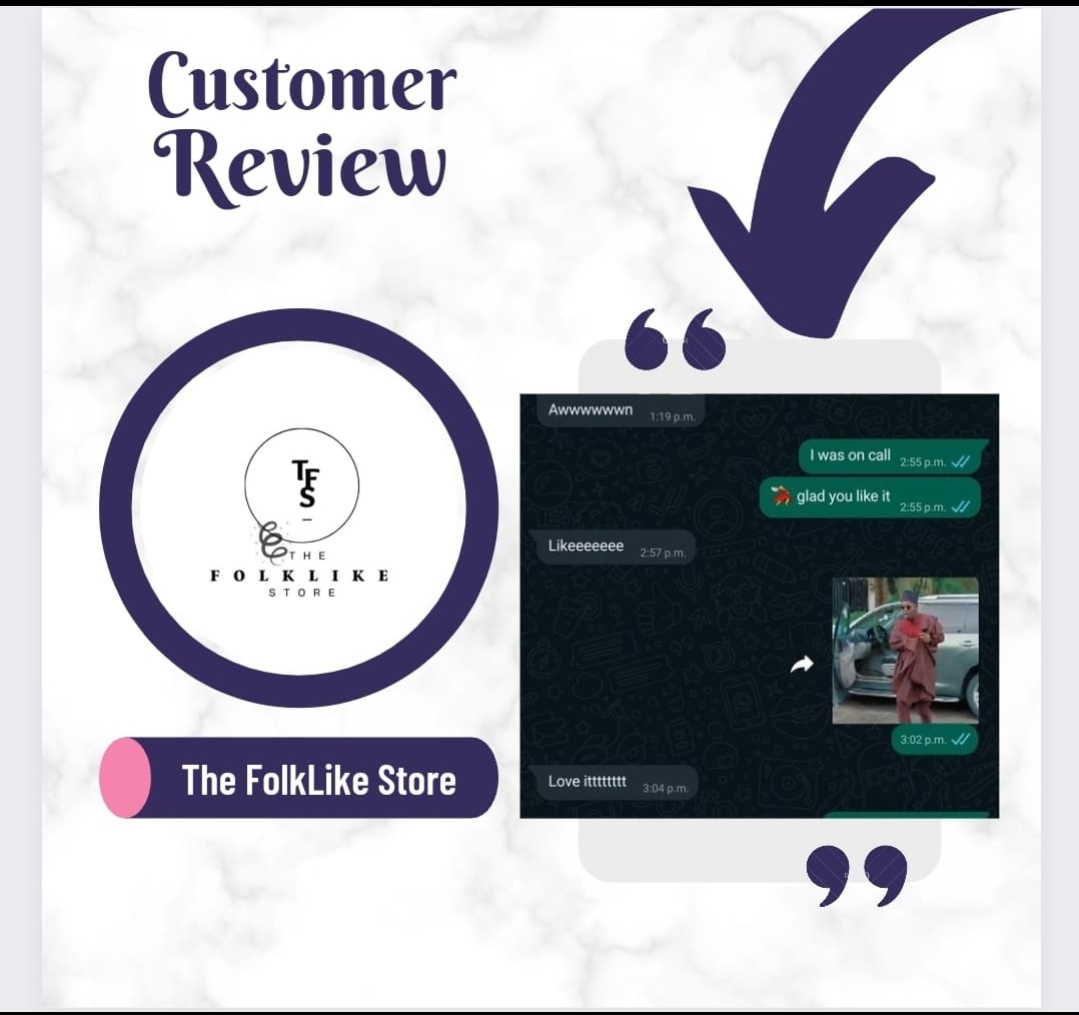 Customer
Review
TFS
THE
FOLKLIKE
STORE
The FolkLike Store
Awwwwwwn 1:19 p.m.
I was on call 2:55 p.m.
glad you like it 2:55 p.m.
Likeeeeeee 2:57 p.m.
3:02 p.m.
Love itttttttt 3:04 p.m.